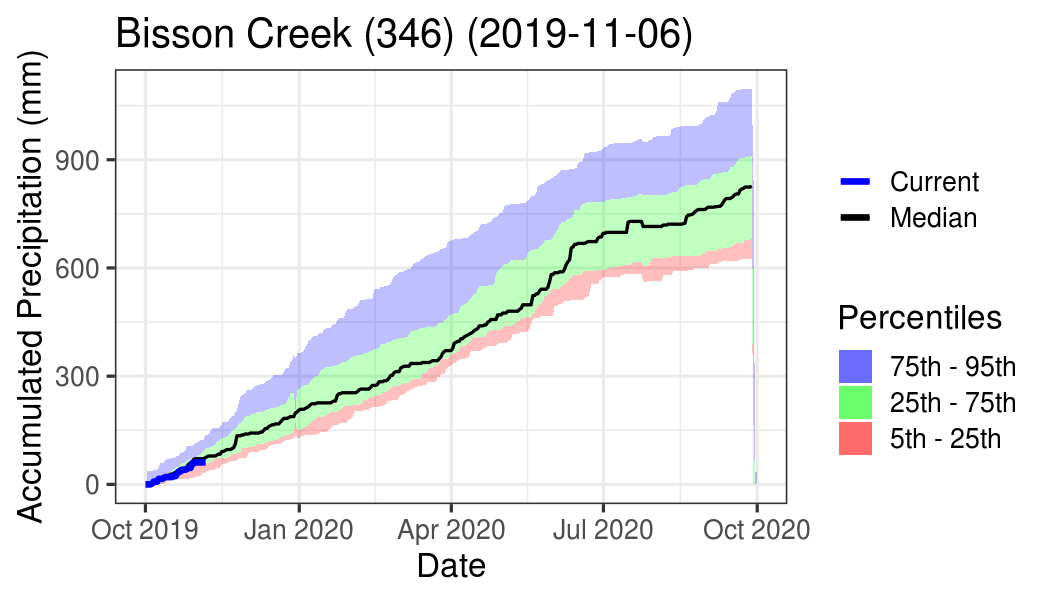 Bisson Creek (346) (2019-11-06)
Accumulated Precipitation (mm)
900
600
300
0
Oct 2019
Jan 2020
Apr 2020
Jul 2020
Oct 2020
Date
Current
Median
Percentiles
75th - 95th
25th - 75th
5th - 25th